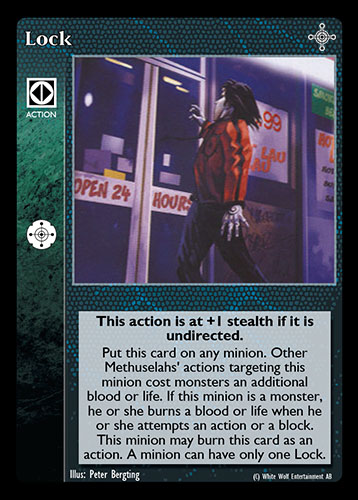 Lock
ACTION
99
T LAU
LAU
OPEN 24
HOURS
This action is at +1 stealth if it is
undirected.
Put this card on any minion. Other
Methuselahs' actions targeting this
minion cost monsters an additional
blood or life. If this minion is a monster,
he or she burns a blood or life when he
or she attempts an action or a block.
This minion may burn this card as an
action. A minion can have only one Lock.
Illus: Peter Bergting
(C) White Wolf Entertainment AB